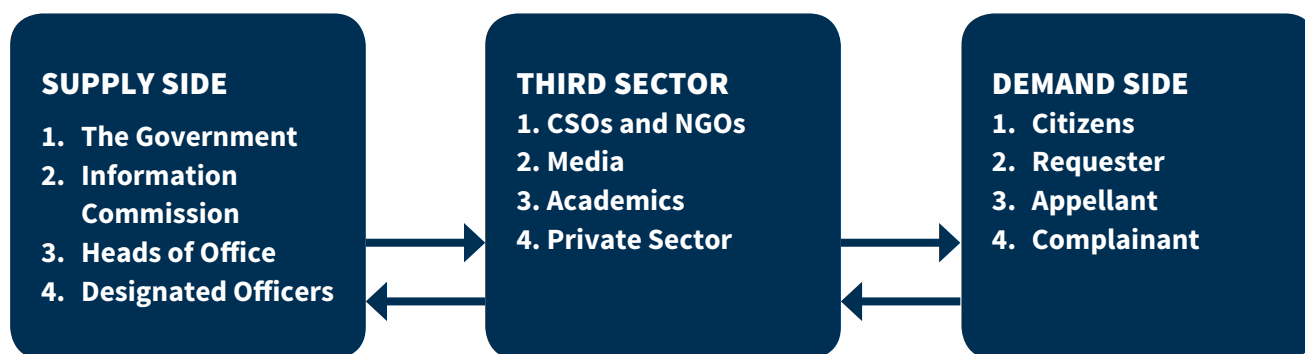 SUPPLY SIDE
1. The Government
2. Information
Commission
3. Heads of Office
4. Designated Officers
THIRD SECTOR
1. CSOs and NGOs
2. Media
3. Academics
4. Private Sector
DEMAND SIDE
1. Citizens
2. Requester
3. Appellant
4. Complainant